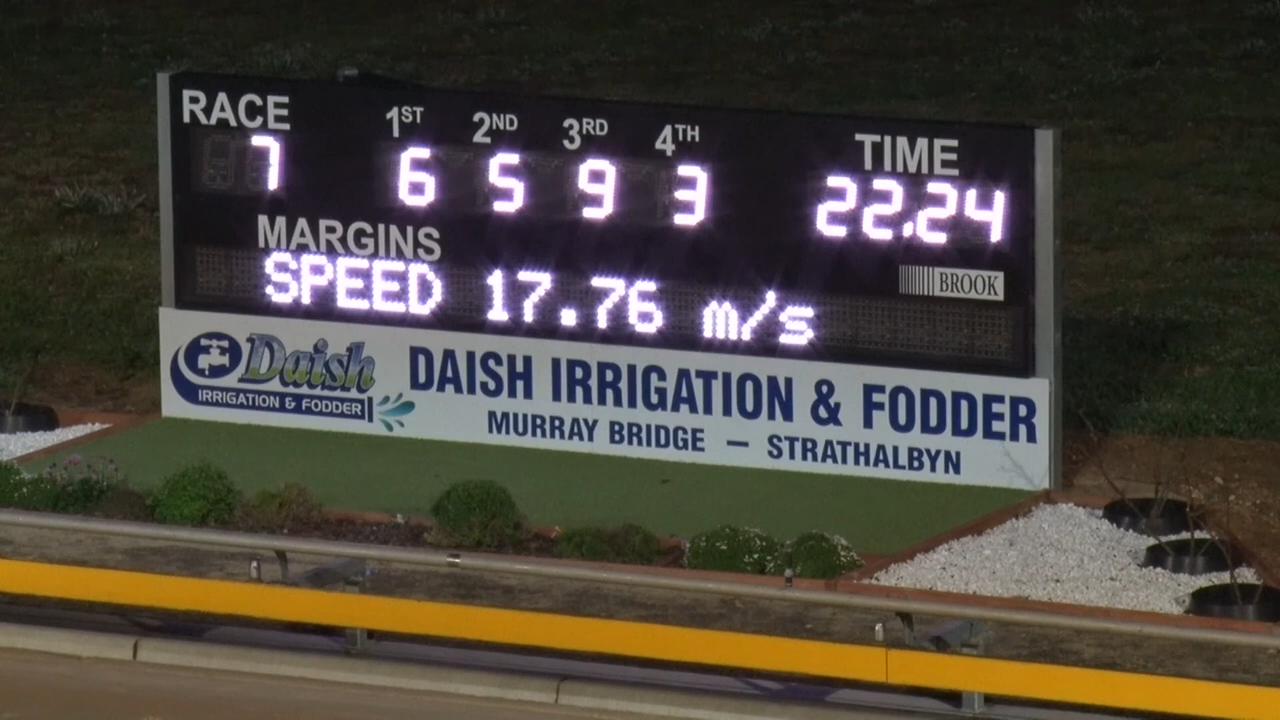 RACE 1ST 2ND 3RD 4TH TIME
7 6 5 9 3 22.24
MARGINS
BROOK
SPEED 17.76 m/s
Daish
IRRIGATION & FODDER
DAISH IRRIGATION & FODDER
MURRAY BRIDGE – STRATHALBYN